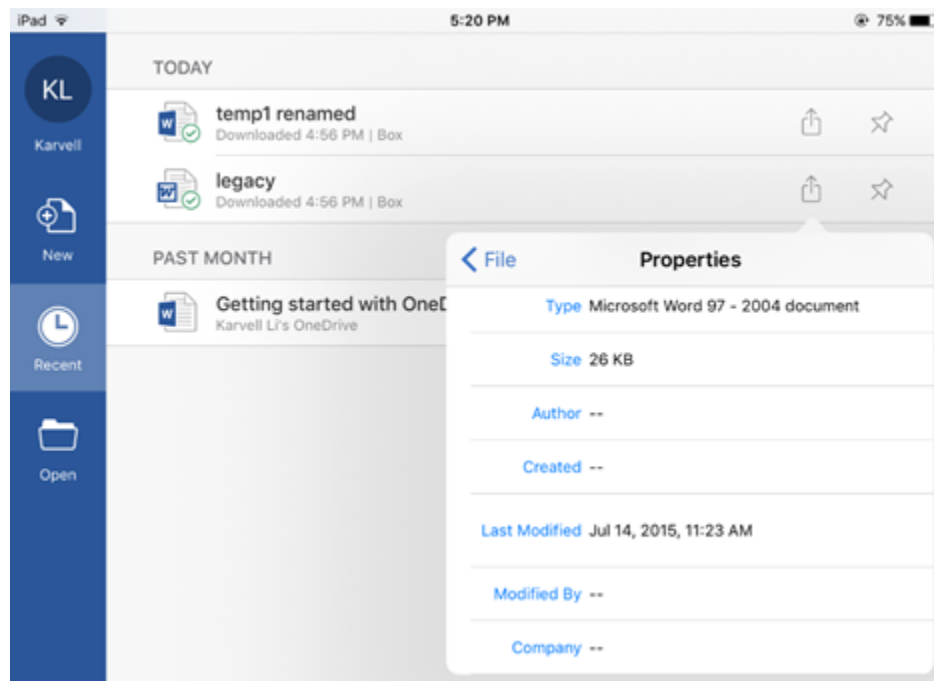 iPad
5:20 PM
75%
KL
Karvell
New
Recent
Open
TODAY
temp1 renamed
Downloaded 4:56 PM | Box
legacy
Downloaded 4:56 PM | Box
PAST MONTH
Getting started with OneD
Karvell Li's OneDrive
File
Properties
Type Microsoft Word 97 - 2004 document
Size 26 KB
Author --
Created --
Last Modified Jul 14, 2015, 11:23 AM
Modified By --
Company --